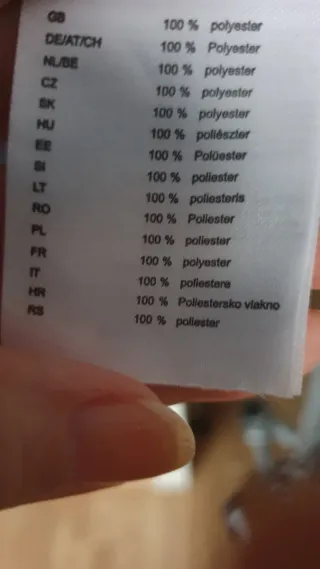 GB 100 % polyester
DE/AT/CH 100 % Polyester
NL/BE 100 % polyester
CZ 100 % polyester
SK 100 % polyester
HU 100 % poliészter
EE 100 % Polüester
SI 100 % poliester
LT 100 % poliesteris
RO 100 % Poliester
PL 100 % poliester
FR 100 % polyester
IT 100 % poliestere
HR 100 % Poliestersko vlakno
RS 100 % poliester